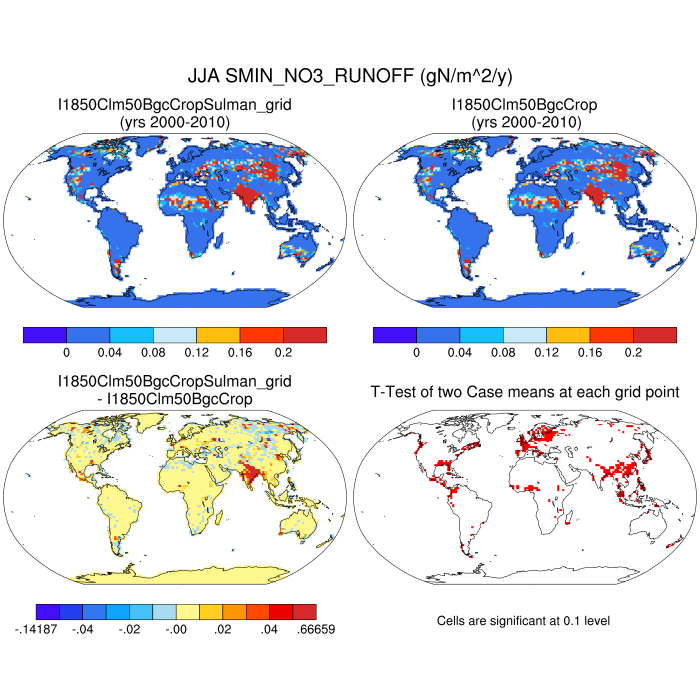 JJA SMIN_NO3_RUNOFF (gN/m^2/y)
I1850Clm50BgcCropSulman_grid
(yrs 2000-2010)
I1850Clm50BgcCrop
(yrs 2000-2010)
0 0.04 0.08 0.12 0.16 0.2
0 0.04 0.08 0.12 0.16 0.2
I1850Clm50BgcCropSulman_grid
- I1850Clm50BgcCrop
T-Test of two Case means at each grid point
-.14187 -.04 -.02 -.00 .02 .04 .66659
Cells are significant at 0.1 level